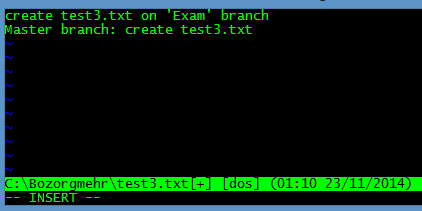 create test3.txt on 'Exam' branch
Master branch: create test3.txt
~
~
~
~
~
~
~
~
~
~
C:\Bozorgmehr\test3.txt[+] [dos] (01:10 23/11/2014)
-- INSERT --